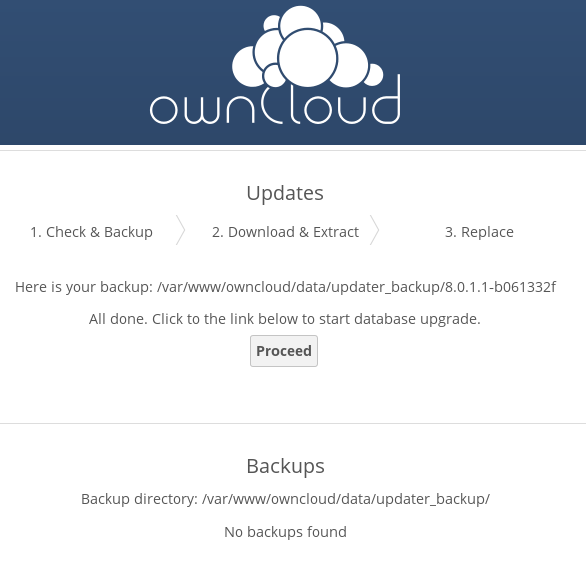 ownCloud
Updates
1. Check & Backup 2. Download & Extract 3. Replace
Here is your backup: /var/www/owncloud/data/updater_backup/8.0.1.1-b061332f
All done. Click to the link below to start database upgrade.
Proceed
Backups
Backup directory: /var/www/owncloud/data/updater_backup/
No backups found